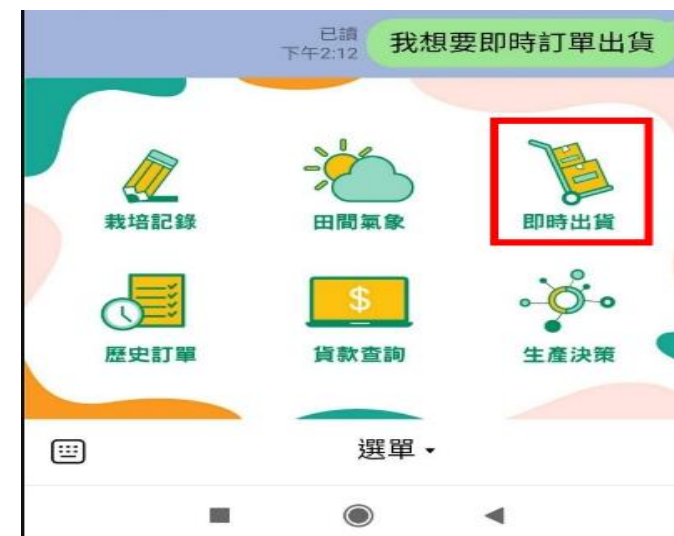 已讀
下午2:12
我想要即時訂單出貨
栽培記錄
田間氣象
即時出貨
$
歷史訂單
貨款查詢
生產決策
選單